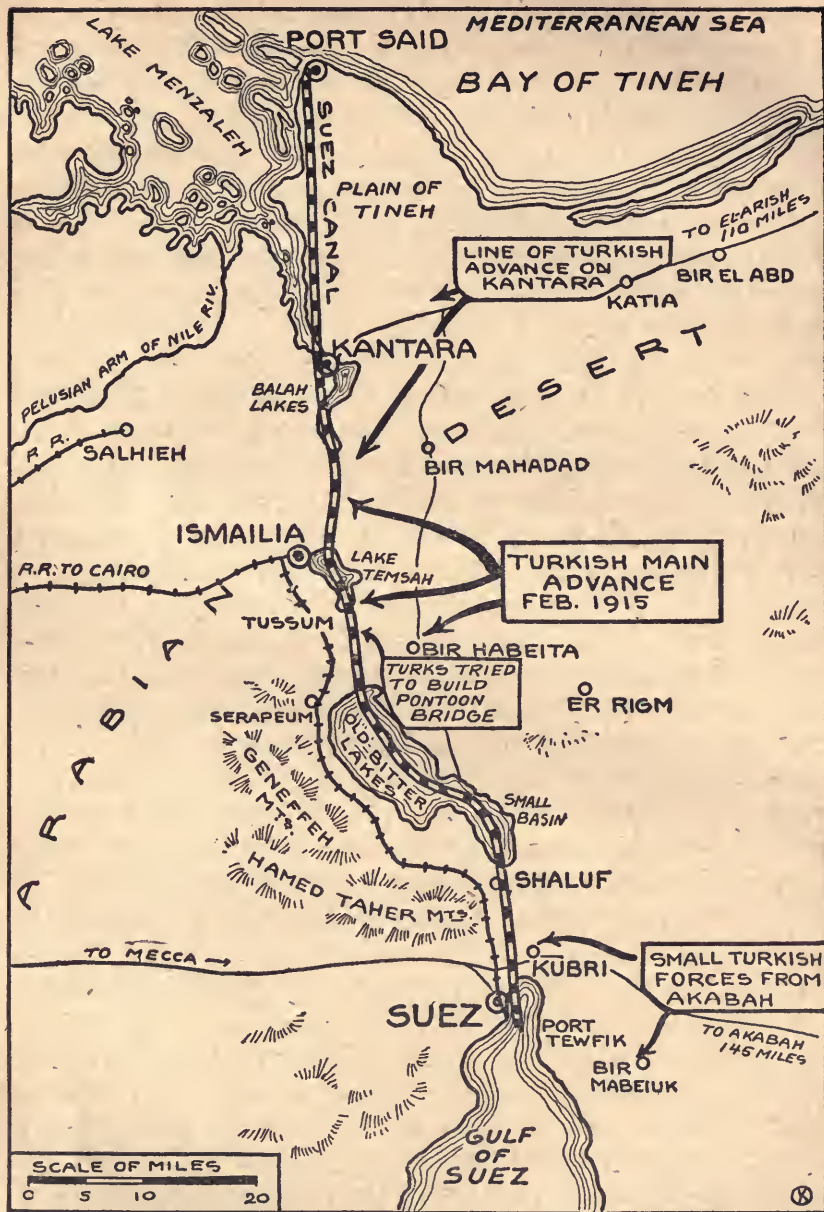 MEDITERRANEAN SEA
LAKE MENZALEH
PORT SAID
BAY OF TINEH
SUEZ CANAL
PLAIN OF
TINEH
TO EL-ARISH
110 MILES
LINE OF TURKISH
ADVANCE ON
KANTARA
BIR EL ABD
KATIA
PELUSIAN ARM OF NILE RIV.
KANTARA
DESERT
BALAH
LAKES
R. R.
SALHIEH
BIR MAHADAD
ISMAILIA
LAKE
TEMSAH
TURKISH MAIN
ADVANCE
FEB. 1915
R.R. TO CAIRO
TUSSUM
BIR HABEITA
TURKS TRIED
TO BUILD
PONTOON
BRIDGE
ER RIGM
SERAPEUM
OLD-BITTER
LAKES
GENEFFEH
MTS.
ARABIAN
SMALL
BASIN
HAMED TAHER MTS.
SHALUF
TO MECCA →
KUBRI
SMALL TURKISH
FORCES FROM
AKABAH
SUEZ
PORT
TEWFIK
TO AKABAH
145 MILES
BIR
MABEIUK
GULF
OF
SUEZ
SCALE OF MILES
0 5 10 20
K